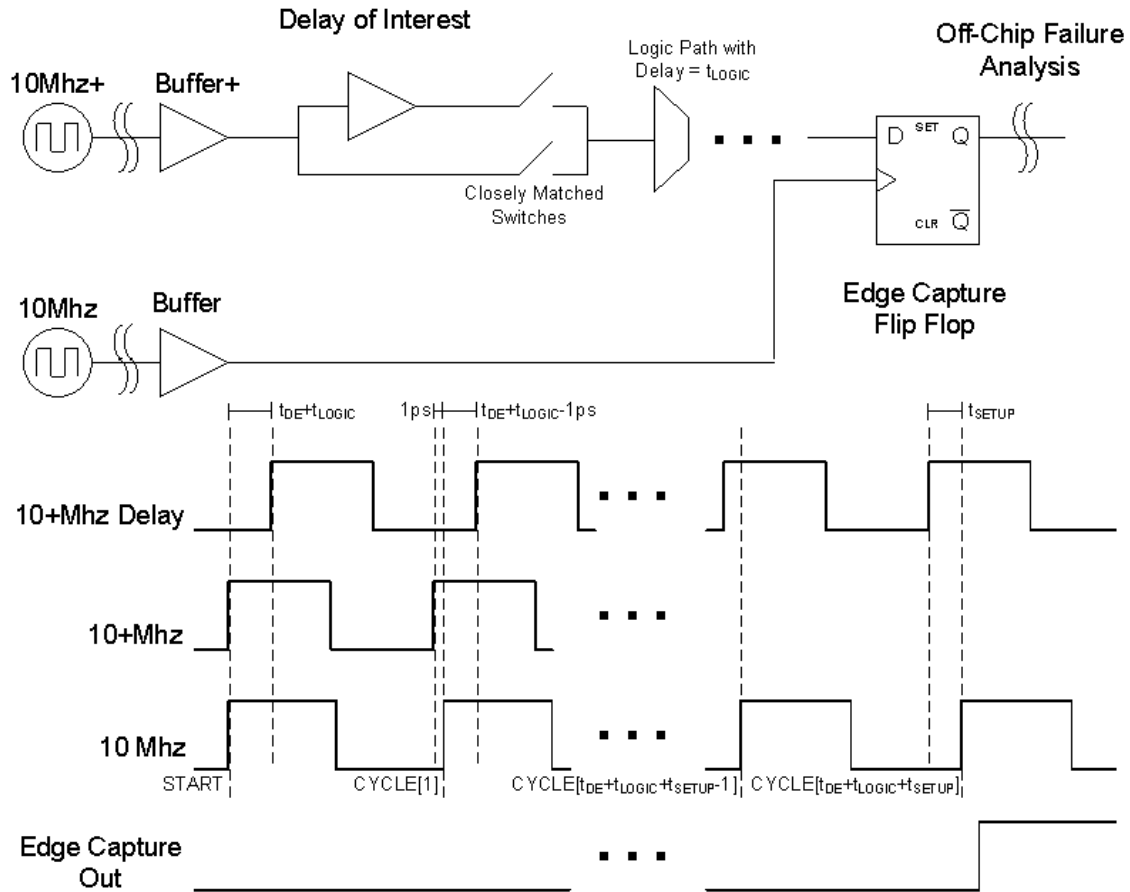 Delay of Interest
Logic Path with
Delay = tLOGIC
Off-Chip Failure
Analysis
10Mhz+
Buffer+
D SET Q
CLR Q
Closely Matched
Switches
10Mhz
Buffer
Edge Capture
Flip Flop
tDE+tLOGIC
1ps
tDE+tLOGIC-1ps
tSETUP
10+Mhz Delay
10+Mhz
10 Mhz
START
CYCLE[1]
CYCLE[tDE+tLOGIC+tSETUP-1]
CYCLE[tDE+tLOGIC+tSETUP]
Edge Capture
Out